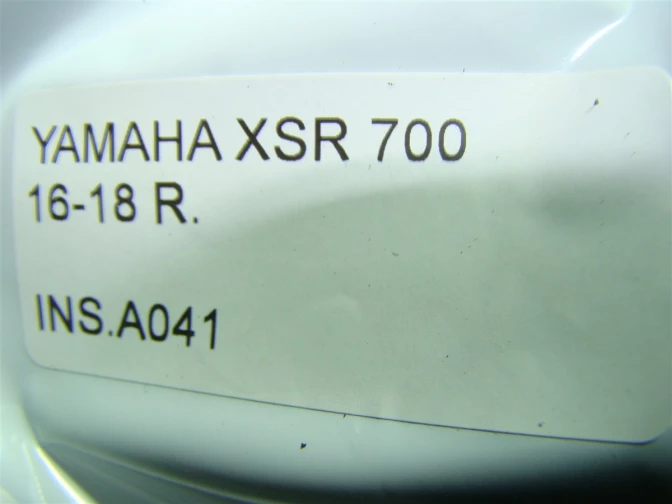 YAMAHA XSR 700
16-18 R.
INS.A041